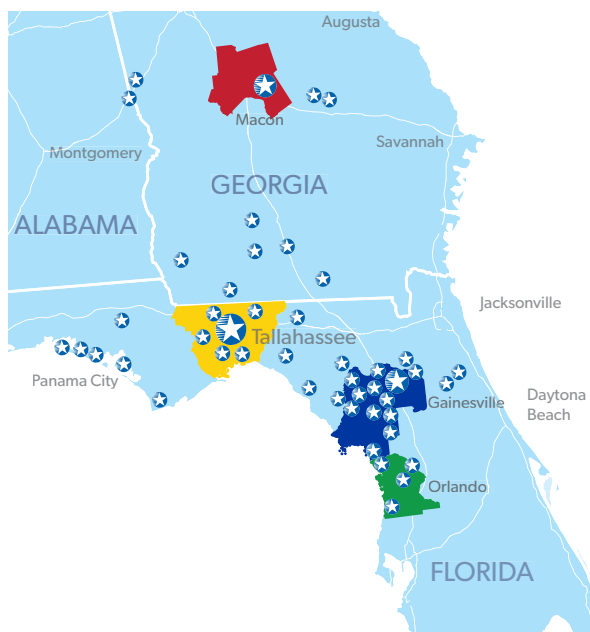 Augusta
Macon
Savannah
Montgomery
GEORGIA
ALABAMA
Jacksonville
Tallahassee
Panama City
Daytona
Beach
Gainesville
Orlando
FLORIDA